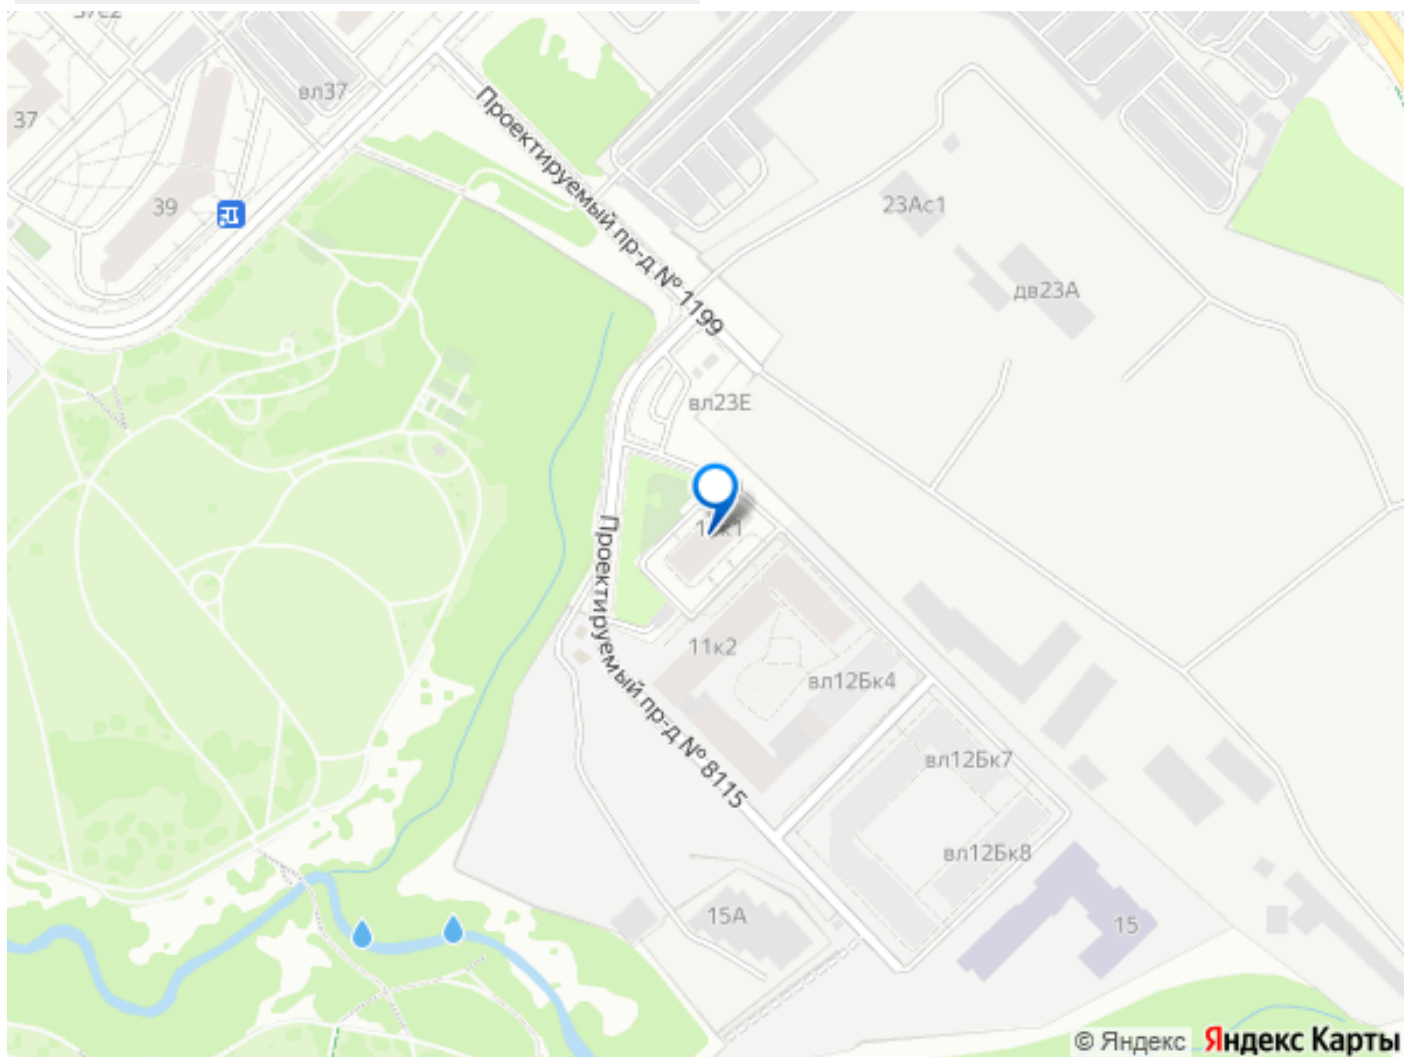 вл37
37
Проектируемый пр-д № 1199
39
23Ас1
дв23А
вл23Е
Проектируемый пр-д № 8115
11к2
вл12Бк4
вл12Бк7
вл12Бк8
15А
15
© Яндекс Яндекс Карты